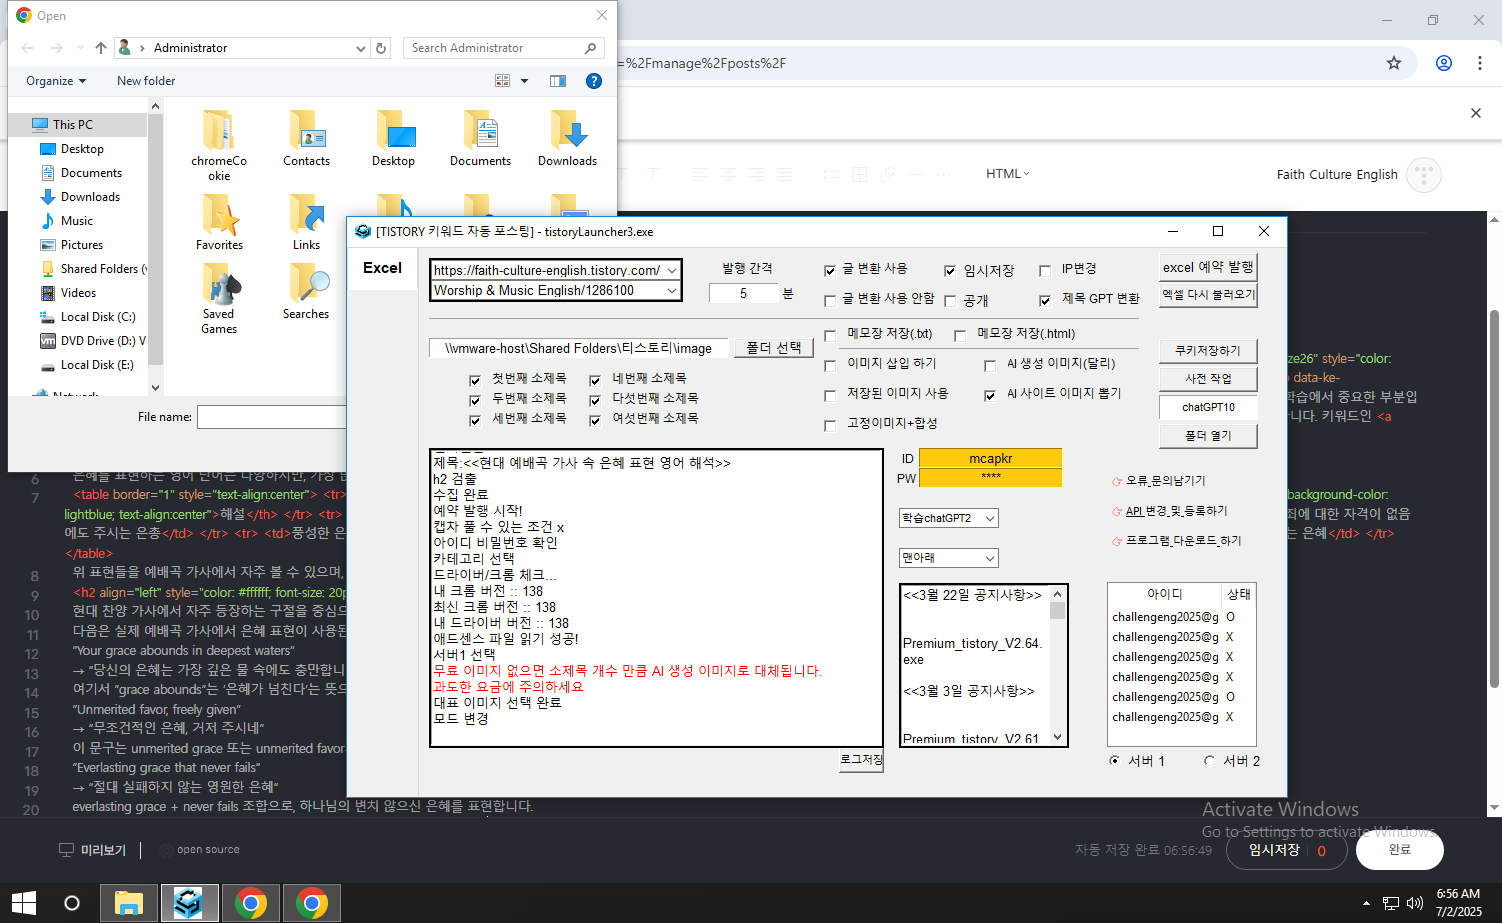 Open
Administrator
Search Administrator
=%2Fmanage%2Fposts%2F
Organize
New folder
This PC
Desktop
Documents
Downloads
Music
Pictures
Shared Folders (
Videos
Local Disk (C:)
DVD Drive (D:) V
Local Disk (E:)
chromeCo
okie
Contacts
Desktop
Documents
Downloads
Favorites
Links
Saved
Games
Searches
File name:
HTML
Faith Culture English
[TISTORY 키워드 자동 포스팅] - tistoryLauncher3.exe
Excel
https://faith-culture-english.tistory.com/
Worship & Music English/1286100
발행 간격
5 분
글 변환 사용
임시저장
IP변경
글 변환 사용 안함
공개
제목 GPT 변환
excel 예약 발행
엑셀 다시 불러오기
메모장 저장(.txt)
메모장 저장(.html)
\\vmware-host\Shared Folders\티스토리\image
폴더 선택
이미지 삽입 하기
AI 생성 이미지(달리)
저장된 이미지 사용
AI 사이트 이미지 뽑기
고정이미지+합성
첫번째 소제목
네번째 소제목
두번째 소제목
다섯번째 소제목
세번째 소제목
여섯번째 소제목
쿠키저장하기
사전 작업
chatGPT10
폴더 열기
제목:<<현대 예배곡 가사 속 은혜 표현 영어 해석>>
h2 검출
수집 완료
예약 발행 시작!
캡차 풀 수 있는 조건 x
아이디 비밀번호 확인
카테고리 선택
드라이버/크롬 체크...
내 크롬 버전 :: 138
최신 크롬 버전 :: 138
내 드라이버 버전 :: 138
애드센스 파일 읽기 성공!
서버1 선택
무료 이미지 없으면 소제목 개수 만큼 AI 생성 이미지로 대체됩니다.
과도한 요금에 주의하세요
대표 이미지 선택 완료
모드 변경
로그저장
ID mcapkr
PW ****
학습chatGPT2
맨아래
오류 문의남기기
API 변경 및 등록하기
프로그램 다운로드 하기
<<3월 22일 공지사항>>
Premium_tistory_V2.64.
exe
<<3월 3일 공지사항>>
Premium_tistory_V2.61
아이디 상태
challengeng2025@g O
challengeng2025@g X
challengeng2025@g X
challengeng2025@g X
challengeng2025@g O
challengeng2025@g X
서버 1
서버 2
ze26" style="color:
data-ke-
학습에서 중요한 부분입
니다. 키워드인 <a
background-color:
죄에 대한 자격이 없음
는 은혜</td> </tr>
6
7 <table border="1" style="text-align:center"> <tr>
lightblue; text-align:center">해설</th> </tr> <tr>
에도 주시는 은총</td> </tr> <tr> <td>풍성한 은
</table>
8 위 표현들을 예배곡 가사에서 자주 볼 수 있으며,
9 <h2 align="left" style="color: #ffffff; font-size: 20p
10 현대 찬양 가사에서 자주 등장하는 구절을 중심으
11 다음은 실제 예배곡 가사에서 은혜 표현이 사용된
12 “Your grace abounds in deepest waters”
13 → “당신의 은혜는 가장 깊은 물 속에도 충만합니
14 여기서 “grace abounds”는 ‘은혜가 넘친다’는 뜻으
15 “Unmerited favor, freely given”
16 → “무조건적인 은혜, 거저 주시네”
17 이 문구는 unmerited grace 또는 unmerited favor
18 “Everlasting grace that never fails”
19 → “절대 실패하지 않는 영원한 은혜”
20 everlasting grace + never fails 조합으로, 하나님의 변치 않으신 은혜를 표현합니다.
Activate Windows
Go to Settings to activate Windows.
미리보기
open source
자동 저장 완료 06:56:49
임시저장 0
완료
6:56 AM
7/2/2025